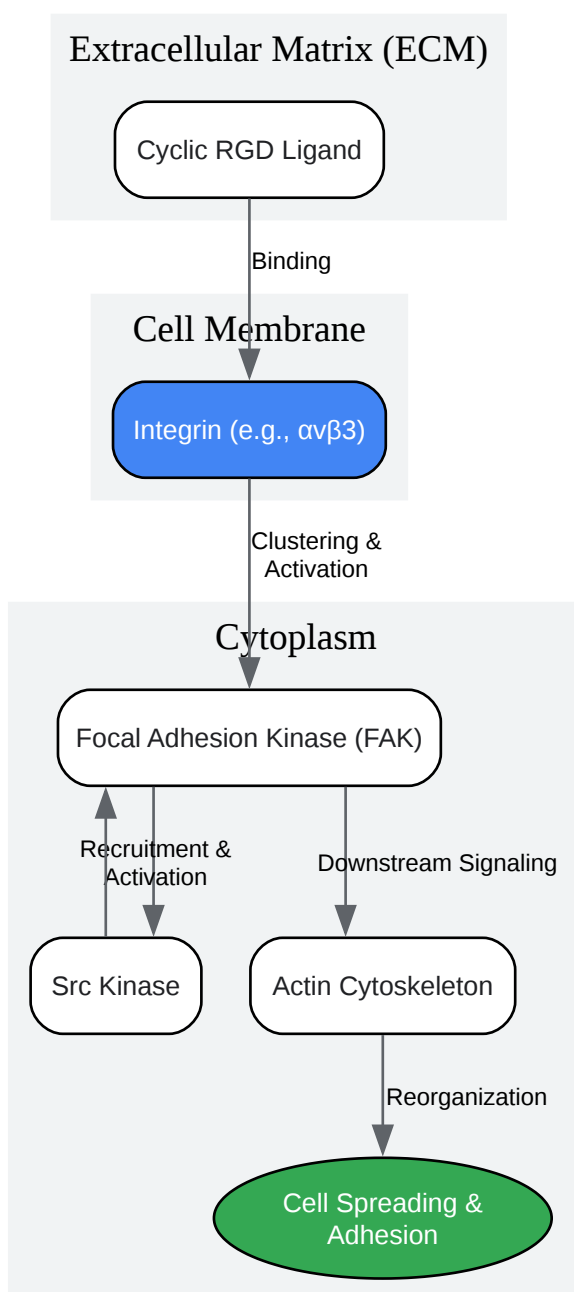 Extracellular Matrix (ECM)
Cyclic RGD Ligand
Binding
Cell Membrane
Integrin (e.g., αvβ3)
Clustering &
Activation
Cytoplasm
Focal Adhesion Kinase (FAK)
Recruitment &
Activation
Downstream Signaling
Src Kinase
Actin Cytoskeleton
Reorganization
Cell Spreading &
Adhesion